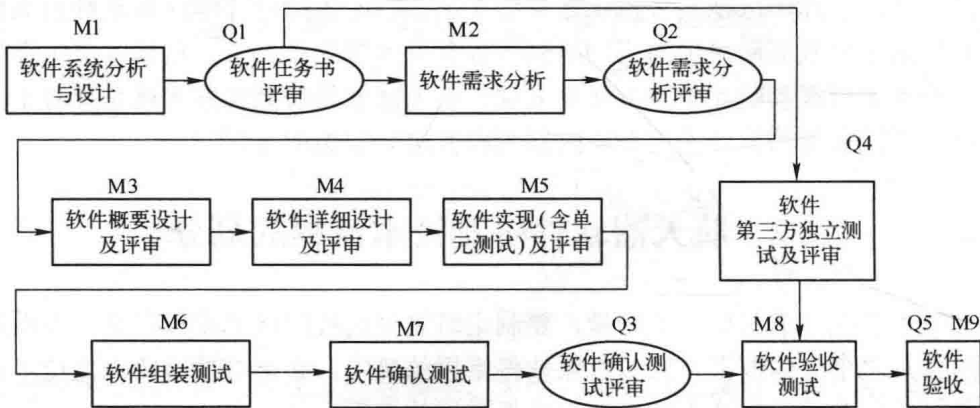 M1
Q1
M2
Q2
软件系统分析
与设计
软件任务书
评审
软件需求分析
软件需求分
析评审
Q4
M3
M4
M5
软件概要设计
及评审
软件详细设计
及评审
软件实现(含单
元测试)及评审
软件
第三方独立测
试及评审
M6
M7
Q3
M8
Q5
M9
软件组装测试
软件确认测试
软件确认测
试评审
软件验收
测试
软件
验收